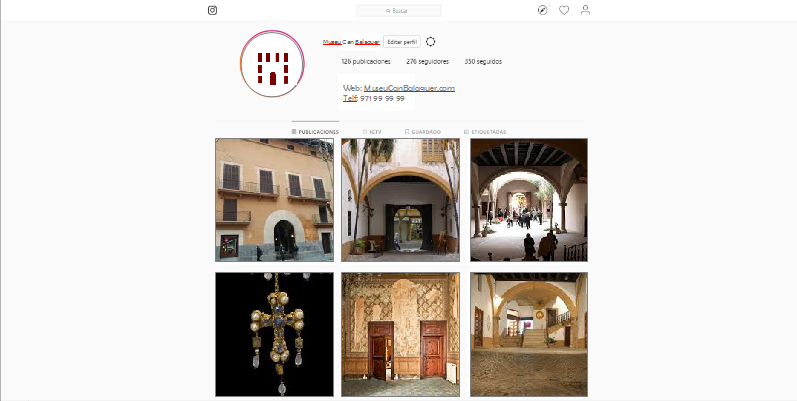 Buscar
Museu Can Balaguer Editar perfil
126 publicaciones 276 seguidores 350 seguidos
Web: MuseuCanBalaguer.com
Telf: 971 99 99 99
PUBLICACIONES IGTV GUARDADO ETIQUETADAS